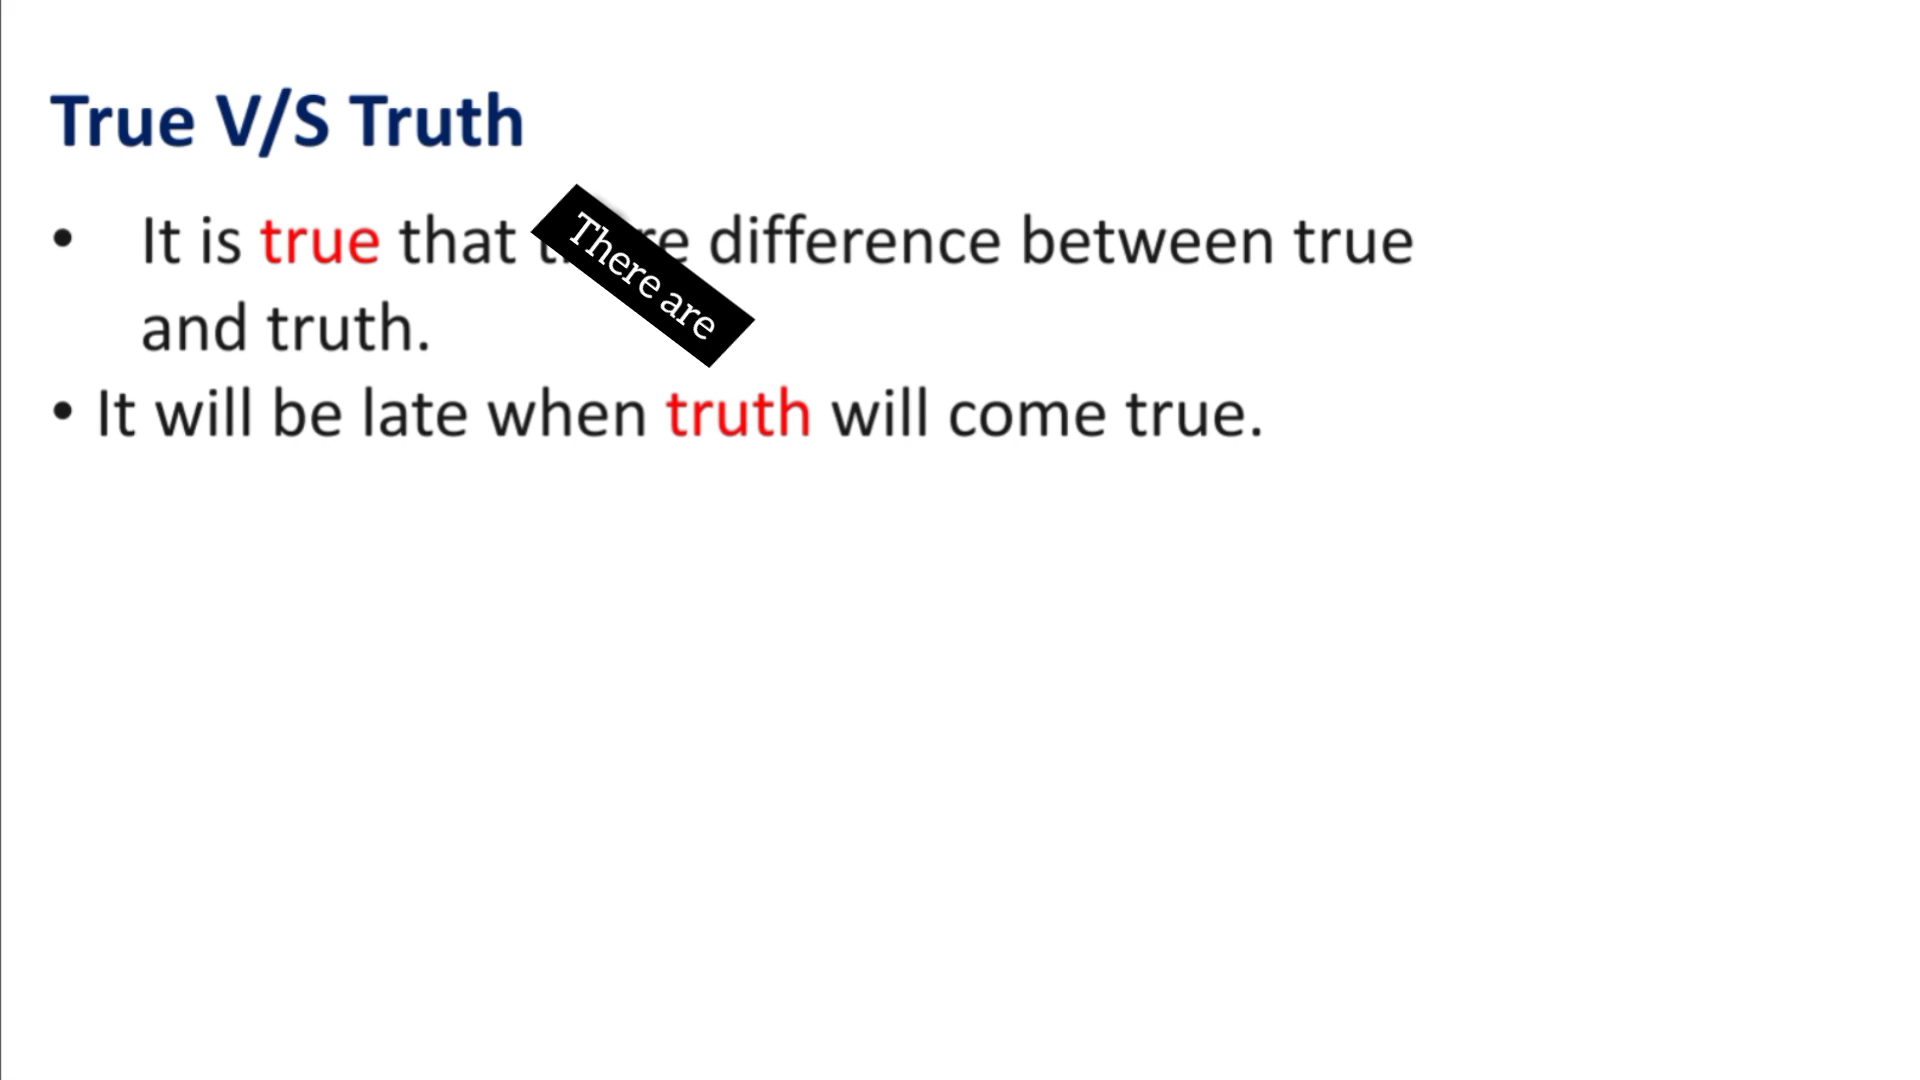 True V/S Truth
• It is true that difference between true
There are
and truth.
• It will be late when truth will come true.